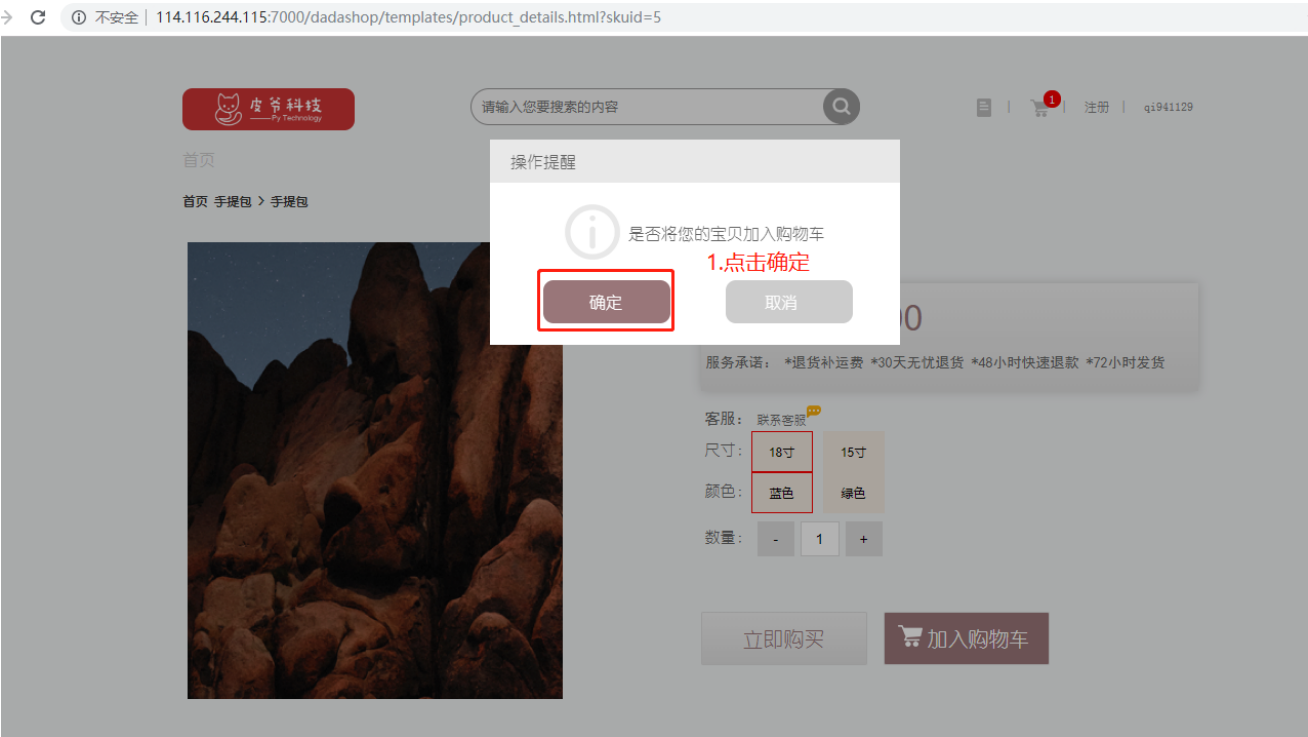 不安全 | 114.116.244.115:7000/dadashop/templates/product_details.html?skuid=5
皮爷科技
Py Technology
请输入您要搜索的内容
1
注册
qi941129
首页
首页 手提包 > 手提包
操作提醒
是否将您的宝贝加入购物车
1.点击确定
确定
取消
服务承诺： *退货补运费 *30天无忧退货 *48小时快速退款 *72小时发货
客服： 联系客服
尺寸： 18寸 15寸
颜色： 蓝色 绿色
数量： - 1 +
立即购买 加入购物车